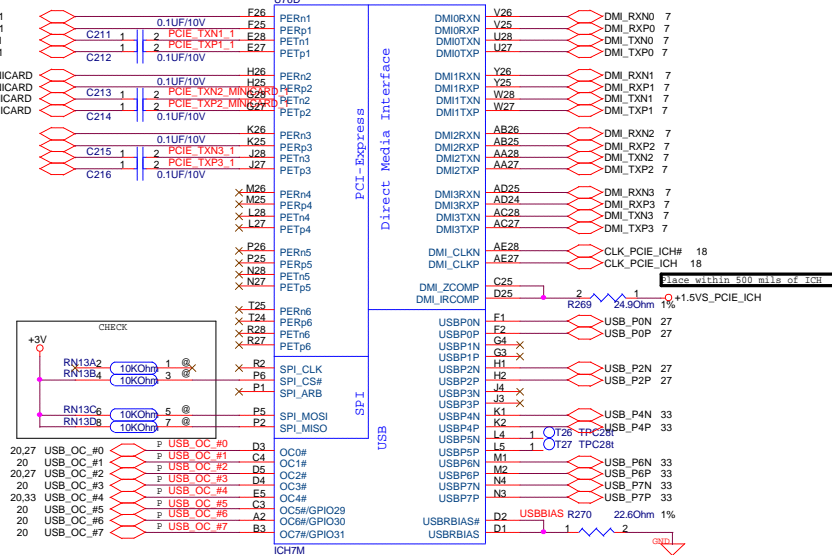 F26 PERn1 DMI0RXN V26 DMI_RXN0 7
0.1UF/10V F25 PERp1 DMI0RXP V25 DMI_RXP0 7
C211 1 2 PCIE_TXN1_1 E28 PETn1 DMI0TXN U28 DMI_TXN0 7
1 2 PCIE_TXP1_1 E27 PETp1 DMI0TXP U27 DMI_TXP0 7
C212 0.1UF/10V
H26 PERn2 DMI1RXN Y26 DMI_RXN1 7
0.1UF/10V H25 PERp2 DMI1RXP Y25 DMI_RXP1 7
C213 1 2 PCIE_TXN2_MINICARD_1 G28 PETn2 DMI1TXN W28 DMI_TXN1 7
1 2 PCIE_TXP2_MINICARD_1 G27 PETp2 DMI1TXP W27 DMI_TXP1 7
C214 0.1UF/10V
K26 PERn3 DMI2RXN AB26 DMI_RXN2 7
0.1UF/10V K25 PERp3 DMI2RXP AB25 DMI_RXP2 7
C215 1 2 PCIE_TXN3_1 J28 PETn3 DMI2TXN AA28 DMI_TXN2 7
1 2 PCIE_TXP3_1 J27 PETp3 DMI2TXP AA27 DMI_TXP2 7
C216 0.1UF/10V
PCI-Express
Direct Media Interface
M26 PERn4 DMI3RXN AD25 DMI_RXN3 7
M25 PERp4 DMI3RXP AD24 DMI_RXP3 7
L28 PETn4 DMI3TXN AC28 DMI_TXN3 7
L27 PETp4 DMI3TXP AC27 DMI_TXP3 7
P26 PERn5 DMI_CLKN AE28 CLK_PCIE_ICH# 18
P25 PERp5 DMI_CLKP AE27 CLK_PCIE_ICH 18
N28 PETn5
Place within 500 mils of ICH
N27 PETp5 DMI_ZCOMP C25
DMI_IRCOMP D25 2 1 +1.5VS_PCIE_ICH
R269 24.9Ohm 1%
T25 PERn6
T24 PERp6 USBP0N F1 USB_P0N 27
R28 PETn6 USBP0P F2 USB_P0P 27
R27 PETp6 USBP1N G4
USBP1P G3
CHECK
+3V
RN13A 2 10KOhm 1 @ R2 SPI_CLK USBP2N H1 USB_P2N 27
RN13B 4 10KOhm 3 @ P6 SPI_CS# USBP2P H2 USB_P2P 27
P1 SPI_ARB USBP3N J4
SPI
USBP3P J3
RN13C 6 10KOhm 5 @ P5 SPI_MOSI USBP4N K1 USB_P4N 33
RN13D 8 10KOhm 7 @ P2 SPI_MISO USBP4P K2 USB_P4P 33
USB
USBP5N L4 1 T26 TPC28t
20,27 USB_OC_#0 P USB_OC_#0 D3 OC0# USBP5P L5 1 T27 TPC28t
20 USB_OC_#1 P USB_OC_#1 C4 OC1# USBP6N M1 USB_P6N 33
20,27 USB_OC_#2 P USB_OC_#2 D5 OC2# USBP6P M2 USB_P6P 33
20 USB_OC_#3 P USB_OC_#3 D4 OC3# USBP7N N4 USB_P7N 33
20,33 USB_OC_#4 P USB_OC_#4 E5 OC4# USBP7P N3 USB_P7P 33
20 USB_OC_#5 P USB_OC_#5 C3 OC5#/GPIO29
20 USB_OC_#6 P USB_OC_#6 A2 OC6#/GPIO30 USBRBIAS# D2 USBBIAS R270 22.6Ohm 1%
20 USB_OC_#7 P USB_OC_#7 B3 OC7#/GPIO31 USBRBIAS D1 1 2
GND
ICH7M